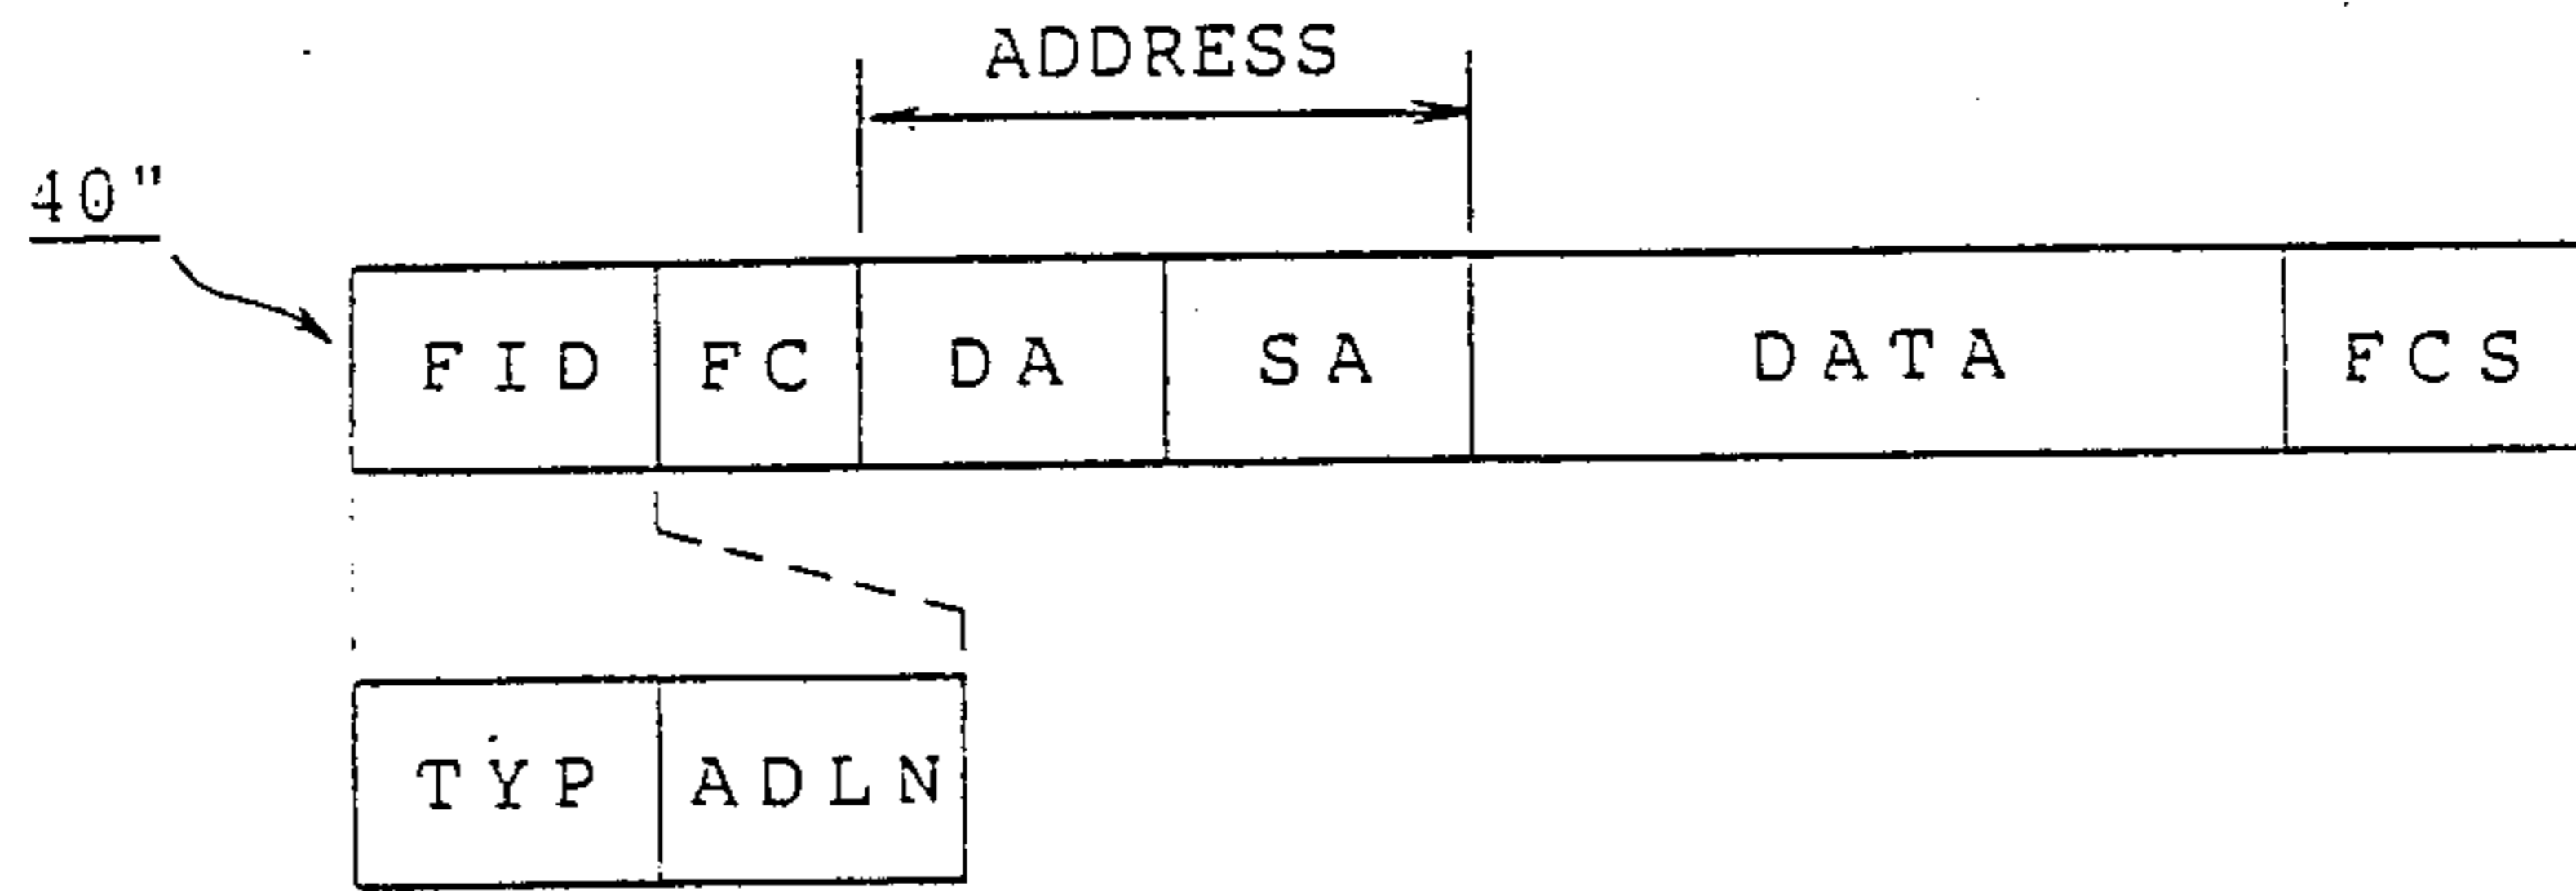 ADDRESS
40"
FID FC DA SA DATA FCS
TYP ADLN